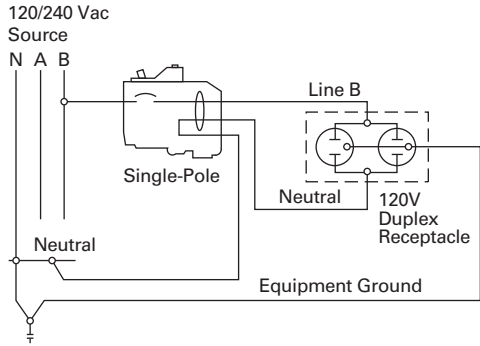 120/240 Vac
Source
N A B
Line B
Single-Pole
Neutral
120V
Duplex
Receptacle
Neutral
Equipment Ground